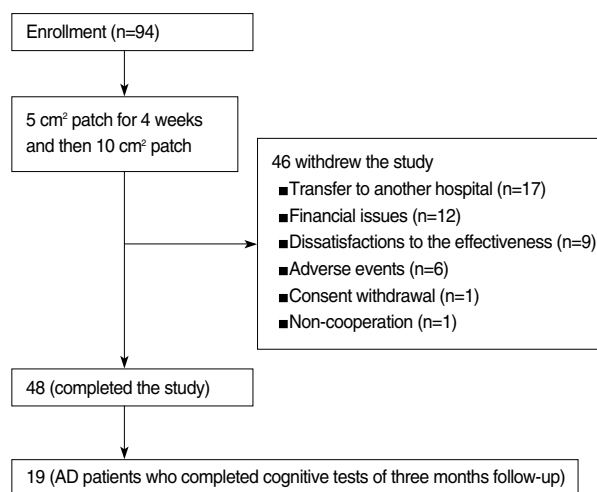 Enrollment (n=94)
5 cm² patch for 4 weeks
and then 10 cm² patch
46 withdrew the study
■Transfer to another hospital (n=17)
■Financial issues (n=12)
■Dissatisfactions to the effectiveness (n=9)
■Adverse events (n=6)
■Consent withdrawal (n=1)
■Non-cooperation (n=1)
48 (completed the study)
19 (AD patients who completed cognitive tests of three months follow-up)